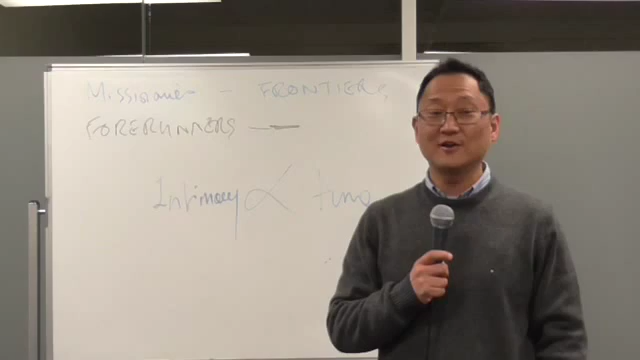 MISSIONARIES - FRONTIERS
FORERUNNERS —
Intimacy ∝ time